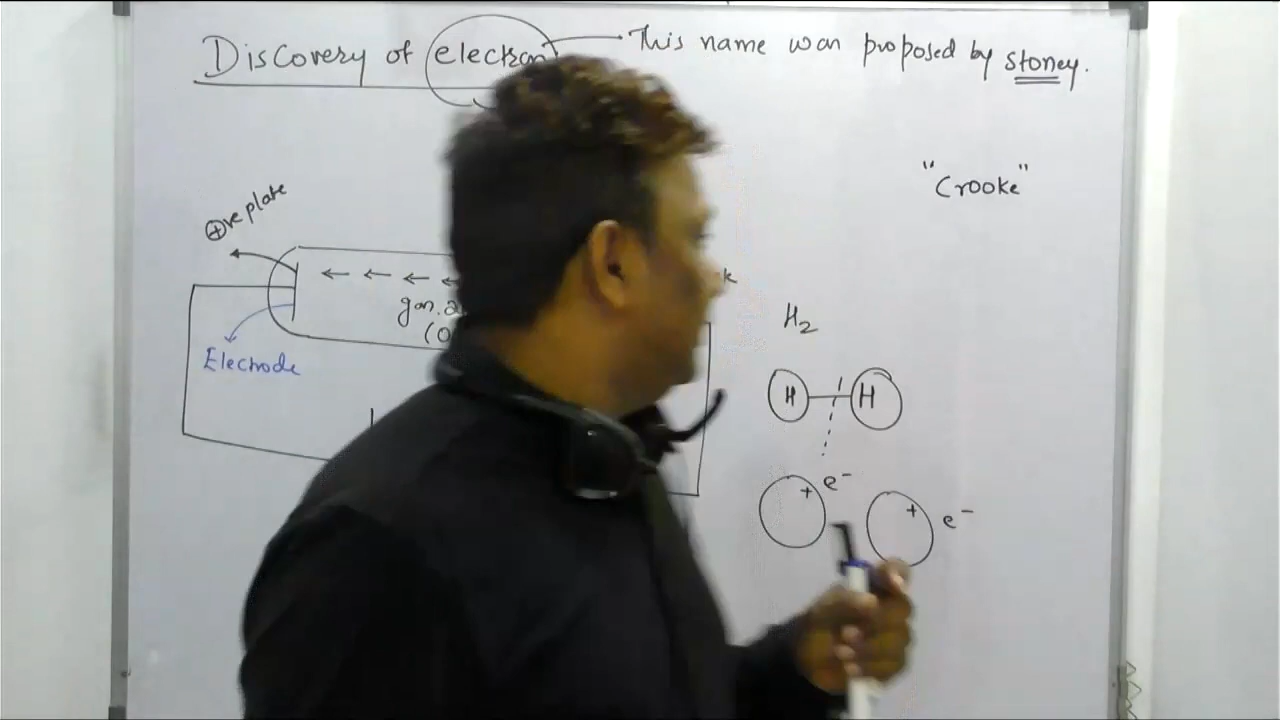 Discovery of electron
This name was proposed by Stoney.
"Crooke"
⊕ve plate
H2
Electrode
H H
+ e-
+ e-